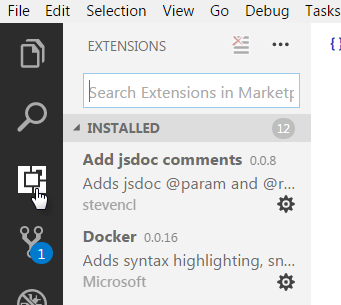 File Edit Selection View Go Debug Tasks
EXTENSIONS
{}
Search Extensions in Marketp
INSTALLED 12
Add jsdoc comments 0.0.8
Adds jsdoc @param and @r...
stevencl
Docker 0.0.16
Adds syntax highlighting, sn...
Microsoft
1